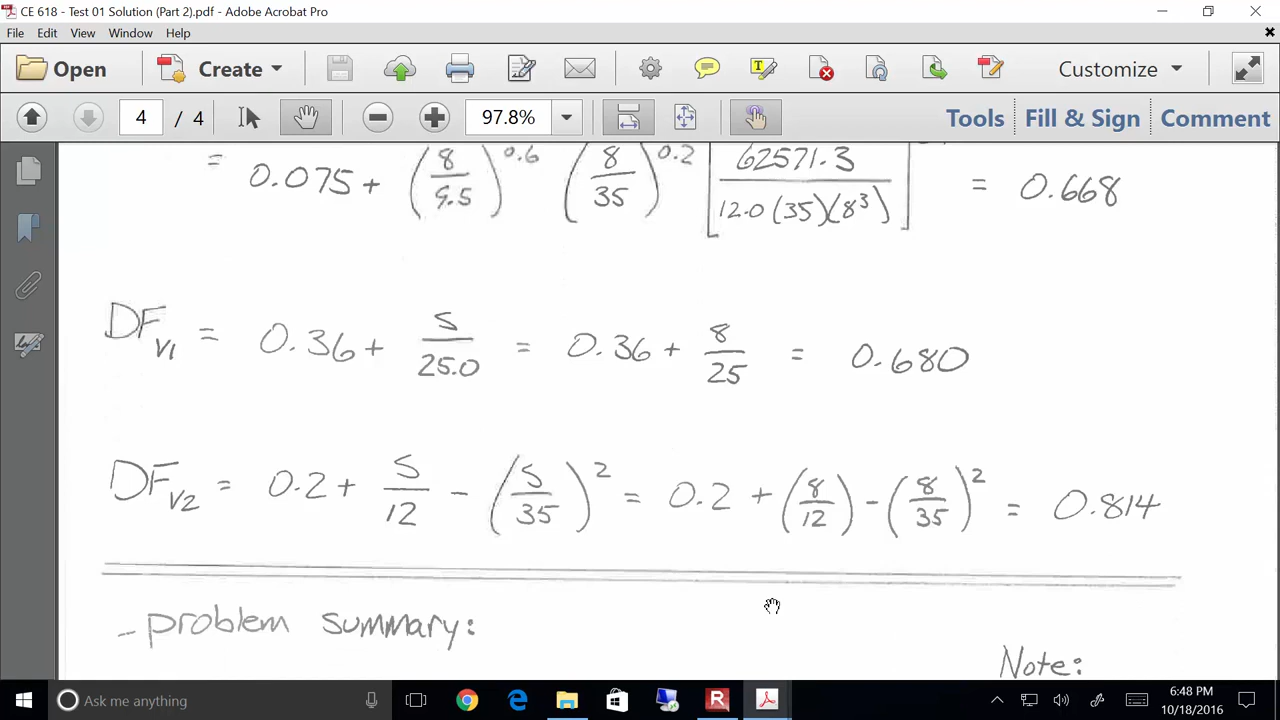 CE 618 - Test 01 Solution (Part 2).pdf - Adobe Acrobat Pro
File Edit View Window Help
Open Create Customize
4 / 4 97.8% Tools Fill & Sign Comment
= 0.075 + (8/9.5)^0.6 (8/35)^0.2 [62571.3/12.0(35)(8^3)] = 0.668
DF_V1 = 0.36 + S/25.0 = 0.36 + 8/25 = 0.680
DF_V2 = 0.2 + S/12 - (S/35)^2 = 0.2 + (8/12) - (8/35)^2 = 0.814
- problem summary:
Note:
Ask me anything
6:48 PM
10/18/2016